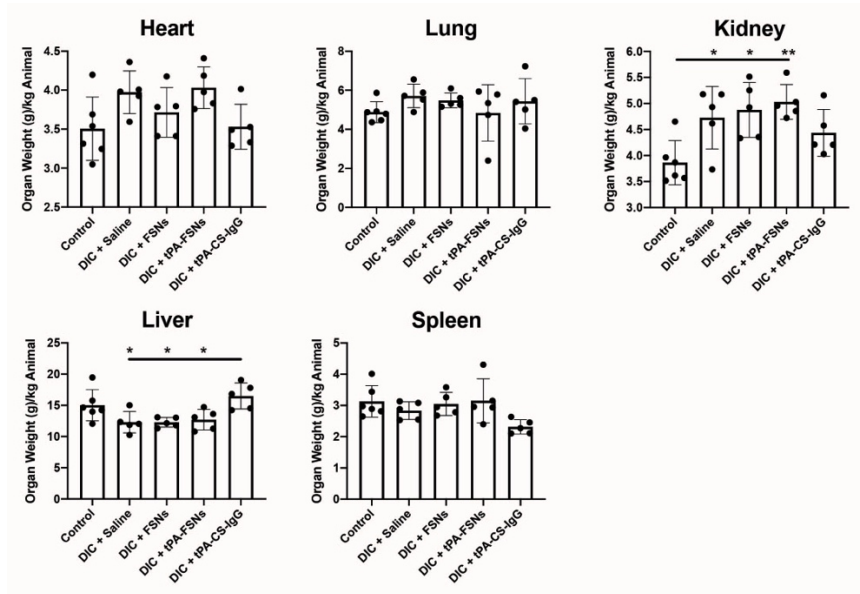 Heart
Organ Weight (g)/kg Animal
4.5
4.0
3.5
3.0
2.5
Control
DIC + Saline
DIC + FSNs
DIC + tPA-FSNs
DIC + tPA-CS-IgG
Lung
Organ Weight (g)/kg Animal
8
6
4
2
0
Control
DIC + Saline
DIC + FSNs
DIC + tPA-FSNs
DIC + tPA-CS-IgG
Kidney
Organ Weight (g)/kg Animal
6.0
5.5
5.0
4.5
4.0
3.5
3.0
* * **
Control
DIC + Saline
DIC + FSNs
DIC + tPA-FSNs
DIC + tPA-CS-IgG
Liver
Organ Weight (g)/kg Animal
25
20
15
10
5
0
* * *
Control
DIC + Saline
DIC + FSNs
DIC + tPA-FSNs
DIC + tPA-CS-IgG
Spleen
Organ Weight (g)/kg Animal
5
4
3
2
1
0
Control
DIC + Saline
DIC + FSNs
DIC + tPA-FSNs
DIC + tPA-CS-IgG